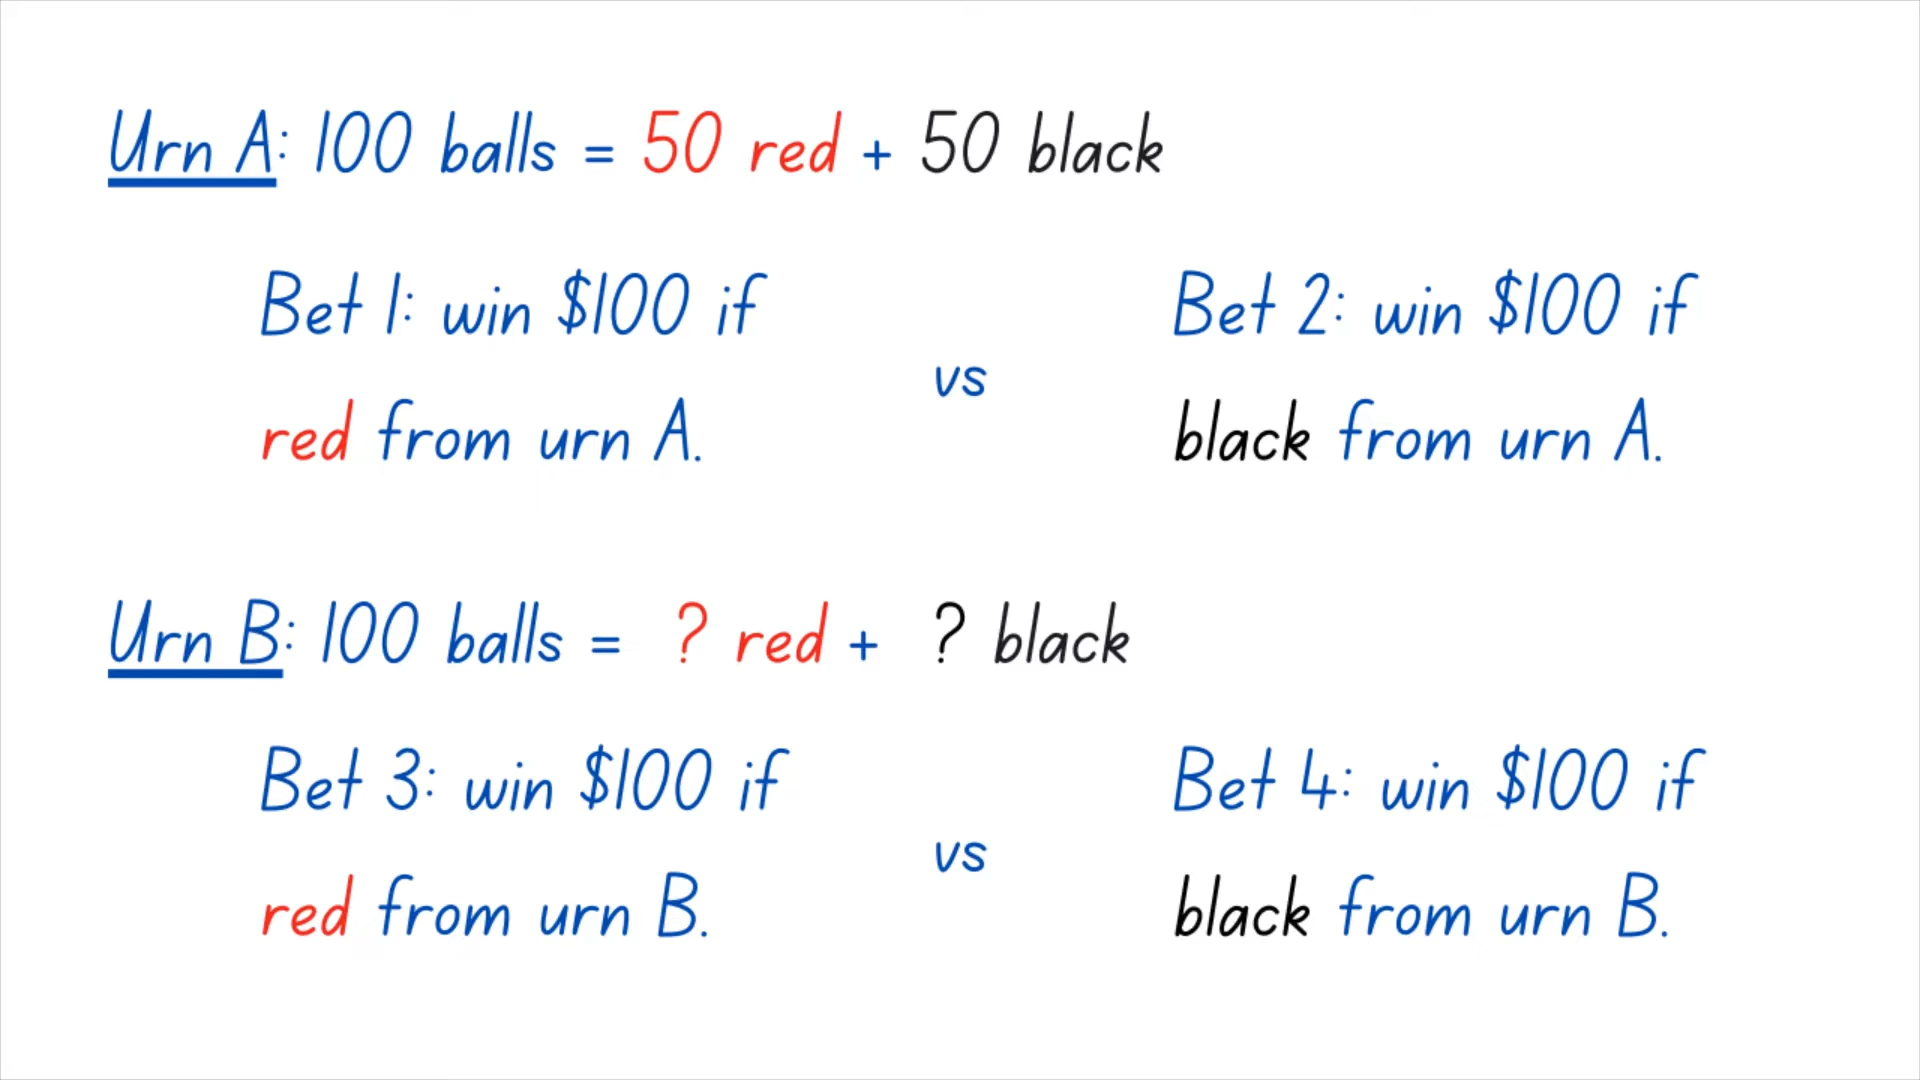 Urn A: 100 balls = 50 red + 50 black
Bet 1: win $100 if
red from urn A.
vs
Bet 2: win $100 if
black from urn A.
Urn B: 100 balls = ? red + ? black
Bet 3: win $100 if
red from urn B.
vs
Bet 4: win $100 if
black from urn B.